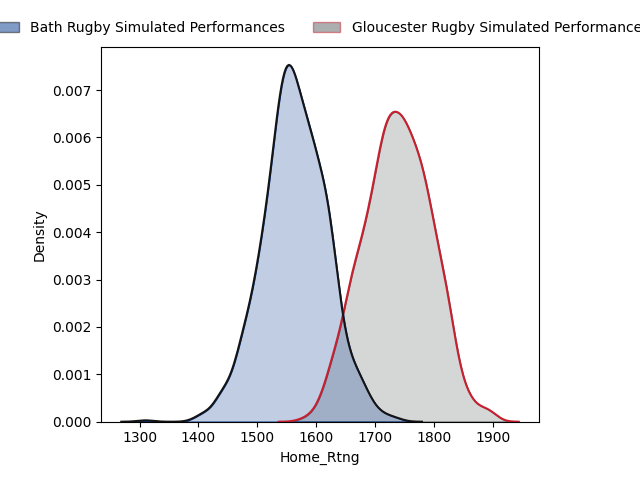 Bath Rugby Simulated Performances Gloucester Rugby Simulated Performance
0.007
0.006
0.005
0.004
0.003
0.002
0.001
0.000
Density
1300 1400 1500 1600 1700 1800 1900
Home_Rtng